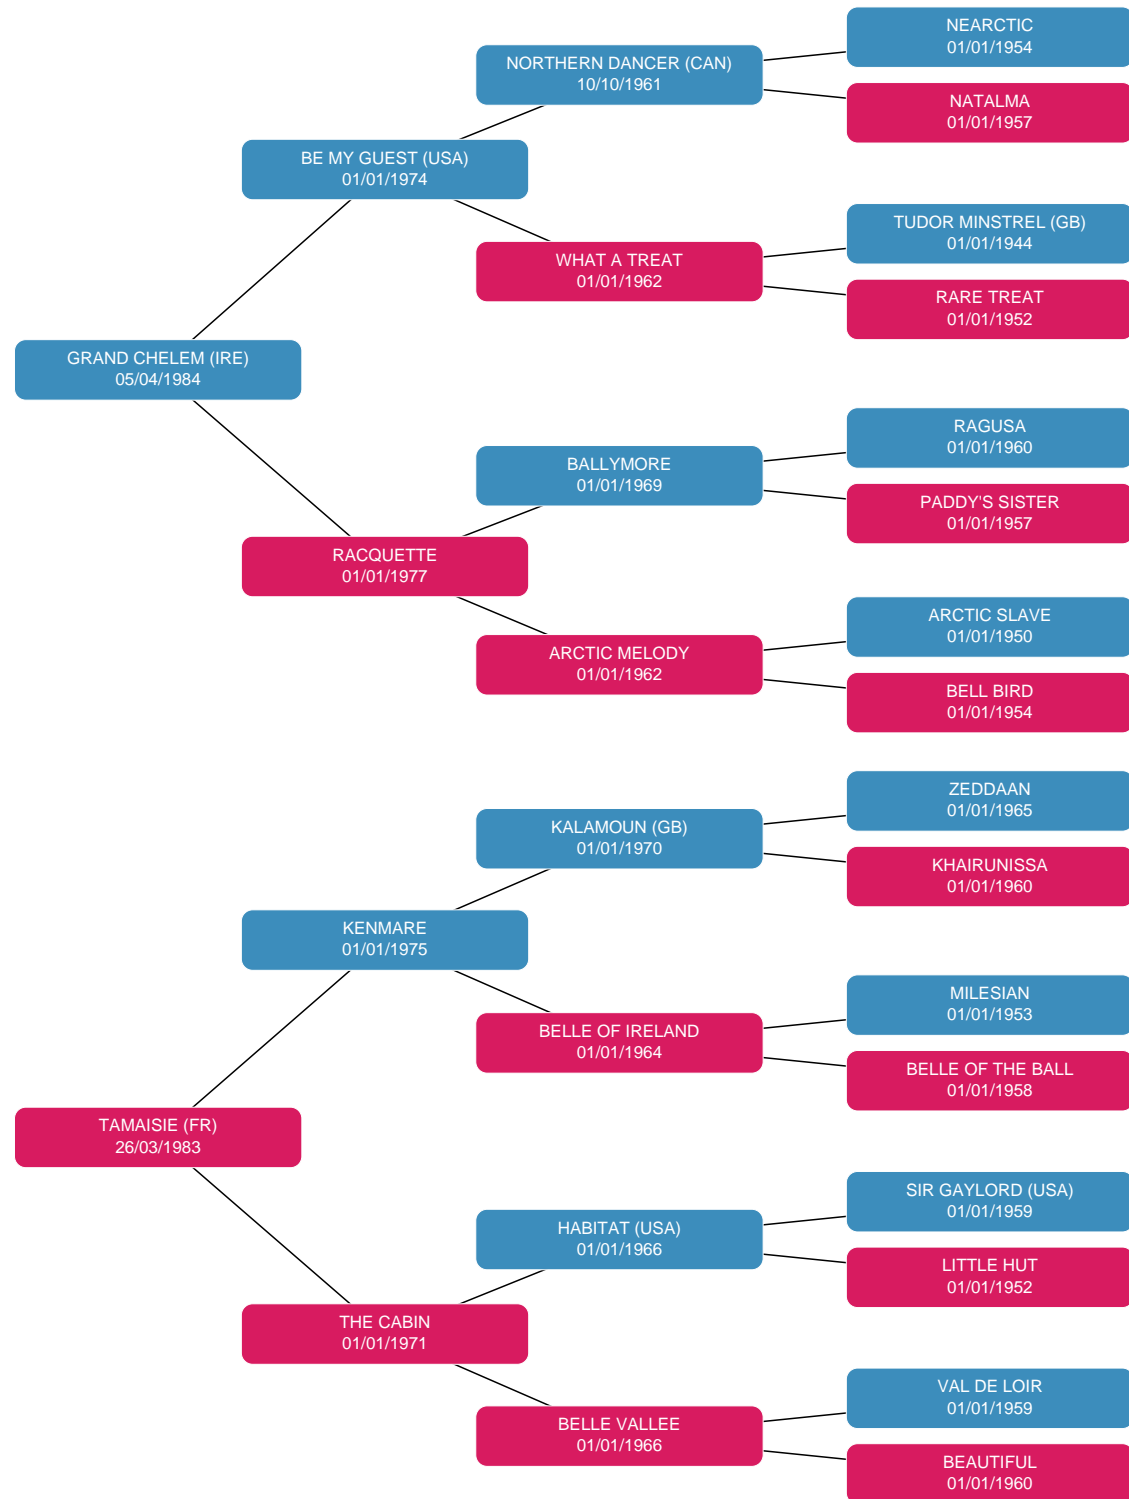 NEARCTIC
01/01/1954
NORTHERN DANCER (CAN)
10/10/1961
NATALMA
01/01/1957
BE MY GUEST (USA)
01/01/1974
TUDOR MINSTREL (GB)
01/01/1944
WHAT A TREAT
01/01/1962
RARE TREAT
01/01/1952
GRAND CHELEM (IRE)
05/04/1984
RAGUSA
01/01/1960
BALLYMORE
01/01/1969
PADDY'S SISTER
01/01/1957
RACQUETTE
01/01/1977
ARCTIC SLAVE
01/01/1950
ARCTIC MELODY
01/01/1962
BELL BIRD
01/01/1954
ZEDDAAN
01/01/1965
KALAMOUN (GB)
01/01/1970
KHAIRUNISSA
01/01/1960
KENMARE
01/01/1975
MILESIAN
01/01/1953
BELLE OF IRELAND
01/01/1964
BELLE OF THE BALL
01/01/1958
TAMAISIE (FR)
26/03/1983
SIR GAYLORD (USA)
01/01/1959
HABITAT (USA)
01/01/1966
LITTLE HUT
01/01/1952
THE CABIN
01/01/1971
VAL DE LOIR
01/01/1959
BELLE VALLEE
01/01/1966
BEAUTIFUL
01/01/1960